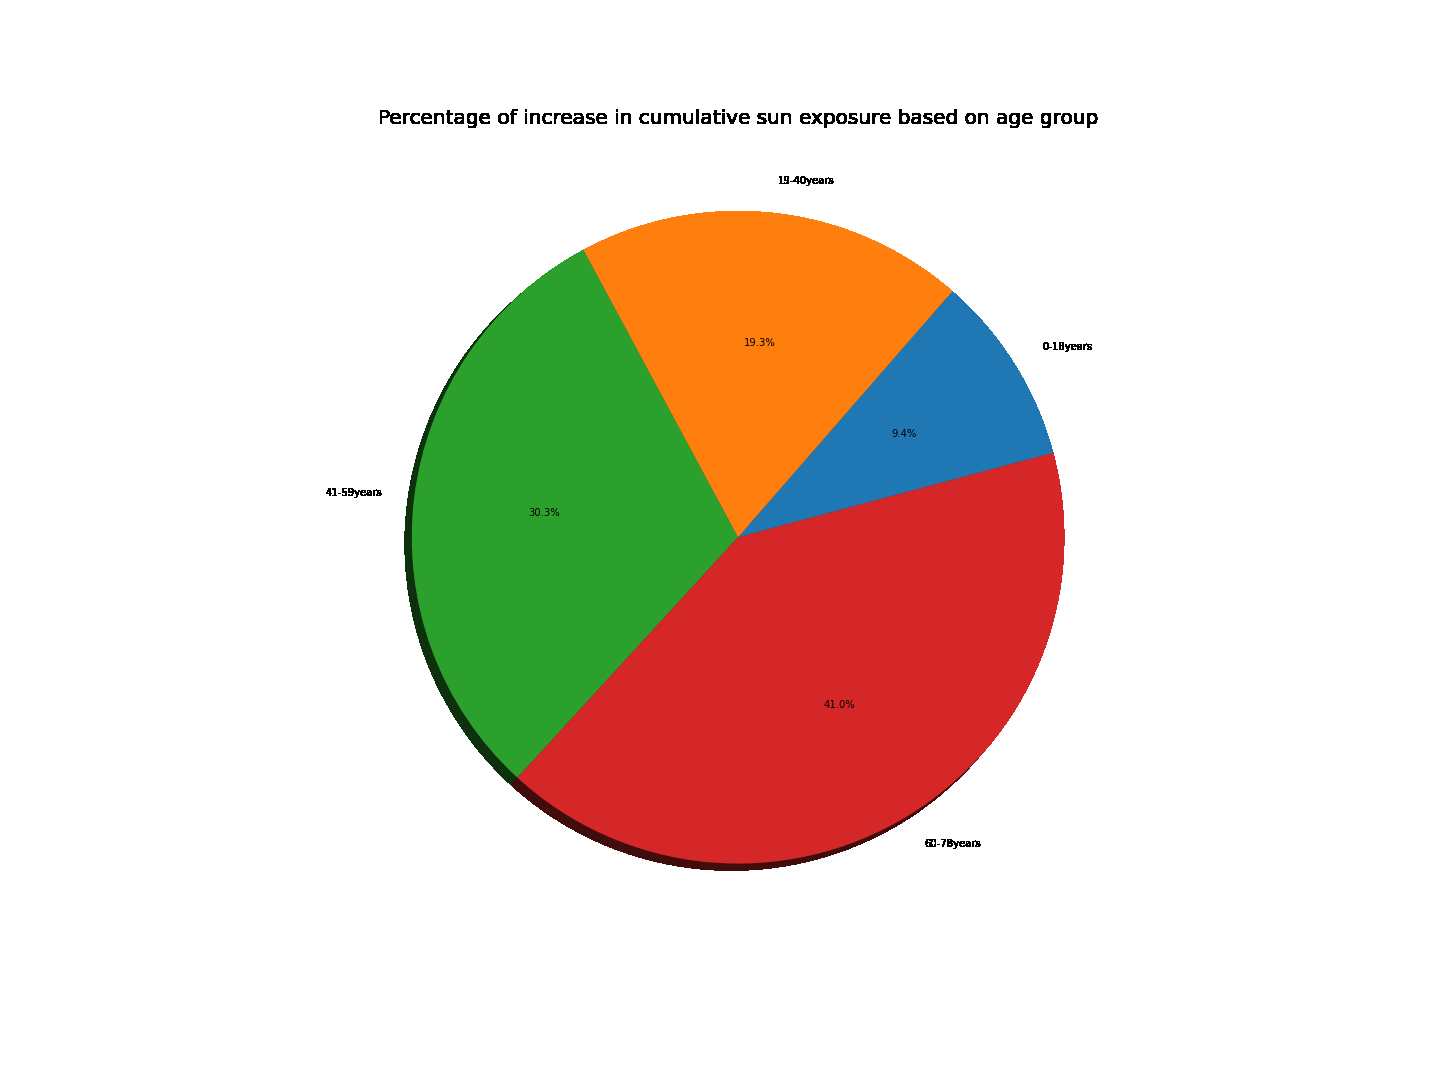 Percentage of increase in cumulative sun exposure based on age group
19-40years
0-18years
19.3%
9.4%
41-59years
30.3%
41.0%
60-78years